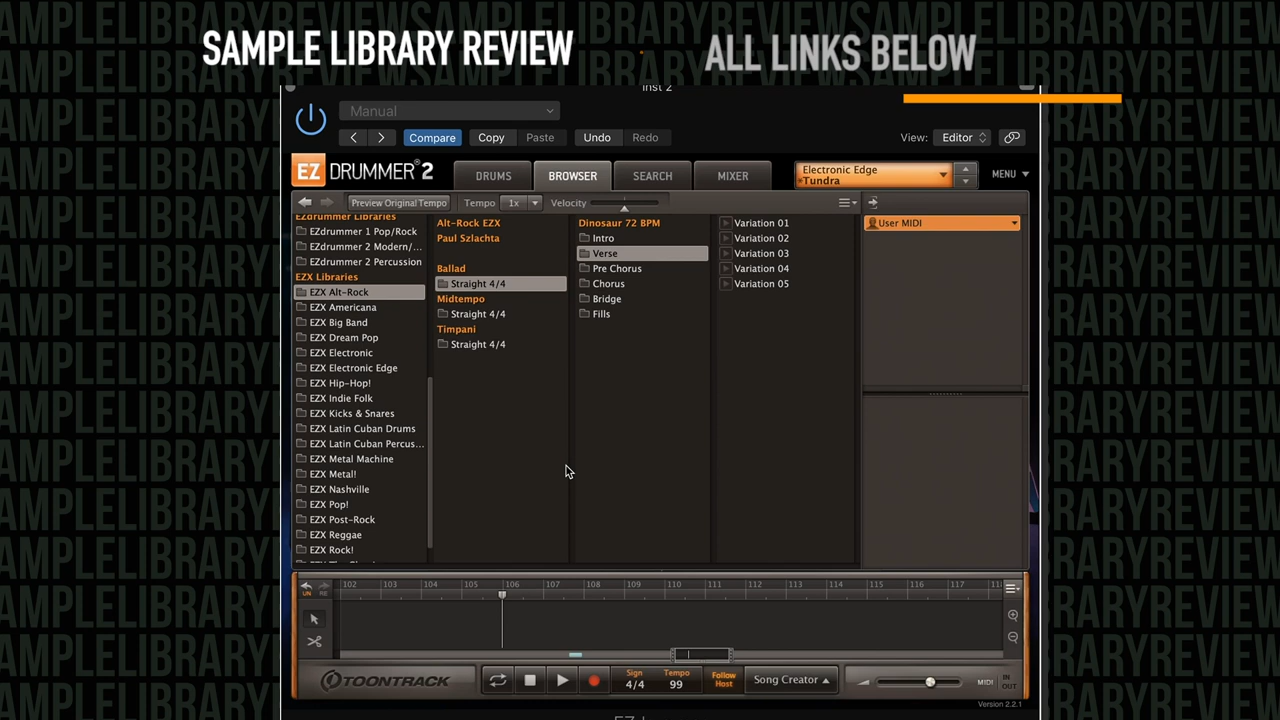 SAMPLE LIBRARY REVIEW
ALL LINKS BELOW
Inst 2
Manual
Compare
Copy
Paste
Undo
Redo
View:
Editor
EZ DRUMMER® 2
DRUMS
BROWSER
SEARCH
MIXER
Electronic Edge
*Tundra
MENU
Preview Original Tempo
Tempo
1x
Velocity
EZdrummer Libraries
EZdrummer 1 Pop/Rock
EZdrummer 2 Modern/...
EZdrummer 2 Percussion
EZX Libraries
EZX Alt-Rock
EZX Americana
EZX Big Band
EZX Dream Pop
EZX Electronic
EZX Electronic Edge
EZX Hip-Hop!
EZX Indie Folk
EZX Kicks & Snares
EZX Latin Cuban Drums
EZX Latin Cuban Percus...
EZX Metal Machine
EZX Metal!
EZX Nashville
EZX Pop!
EZX Post-Rock
EZX Reggae
EZX Rock!
Alt-Rock EZX
Paul Szlachta
Ballad
Straight 4/4
Midtempo
Straight 4/4
Timpani
Straight 4/4
Dinosaur 72 BPM
Intro
Verse
Pre Chorus
Chorus
Bridge
Fills
Variation 01
Variation 02
Variation 03
Variation 04
Variation 05
User MIDI
UN RE
102 103 104 105 106 107 108 109 110 111 112 113 114 115 116 117
TOONTRACK
Sign
4/4
Tempo
99
Follow
Host
Song Creator
MIDI
IN
OUT
Version 2.2.1